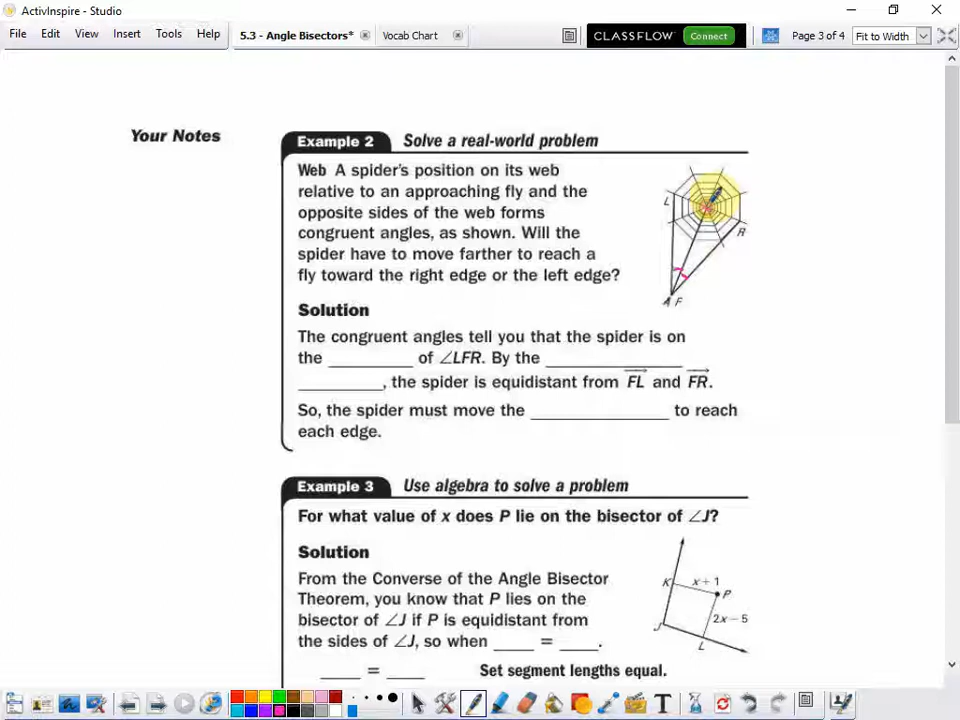 ActivInspire - Studio
File Edit View Insert Tools Help
5.3 - Angle Bisectors* Vocab Chart
CLASSFLOW Connect
Page 3 of 4 Fit to Width
Your Notes
Example 2 Solve a real-world problem
Web A spider's position on its web
relative to an approaching fly and the
opposite sides of the web forms
congruent angles, as shown. Will the
spider have to move farther to reach a
fly toward the right edge or the left edge?
L
R
F
Solution
The congruent angles tell you that the spider is on
the ________ of ∠LFR. By the ________
________, the spider is equidistant from FL and FR.
So, the spider must move the ________ to reach
each edge.
Example 3 Use algebra to solve a problem
For what value of x does P lie on the bisector of ∠J?
Solution
From the Converse of the Angle Bisector
Theorem, you know that P lies on the
bisector of ∠J if P is equidistant from
the sides of ∠J, so when ____ = ____.
____ = ____ Set segment lengths equal.
K x + 1
P
2x − 5
J
L